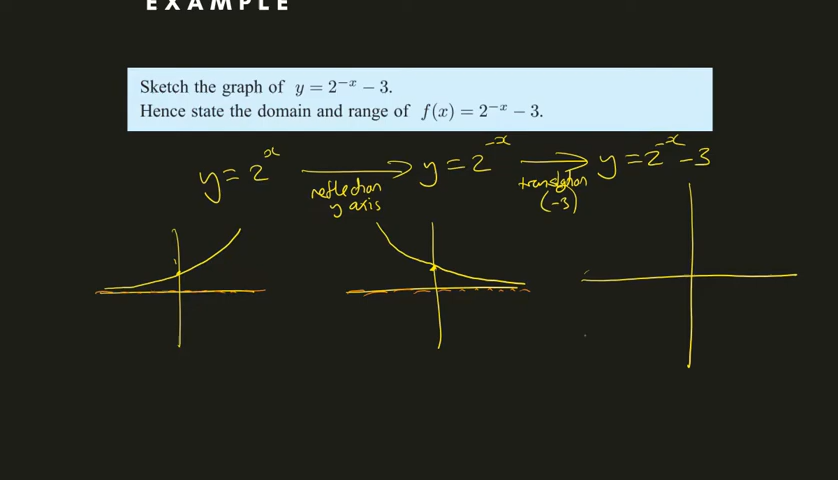 EXAMPLE
Sketch the graph of y = 2⁻ˣ − 3.
Hence state the domain and range of f(x) = 2⁻ˣ − 3.
y = 2ˣ reflection y axis y = 2⁻ˣ translation (-3) y = 2⁻ˣ - 3